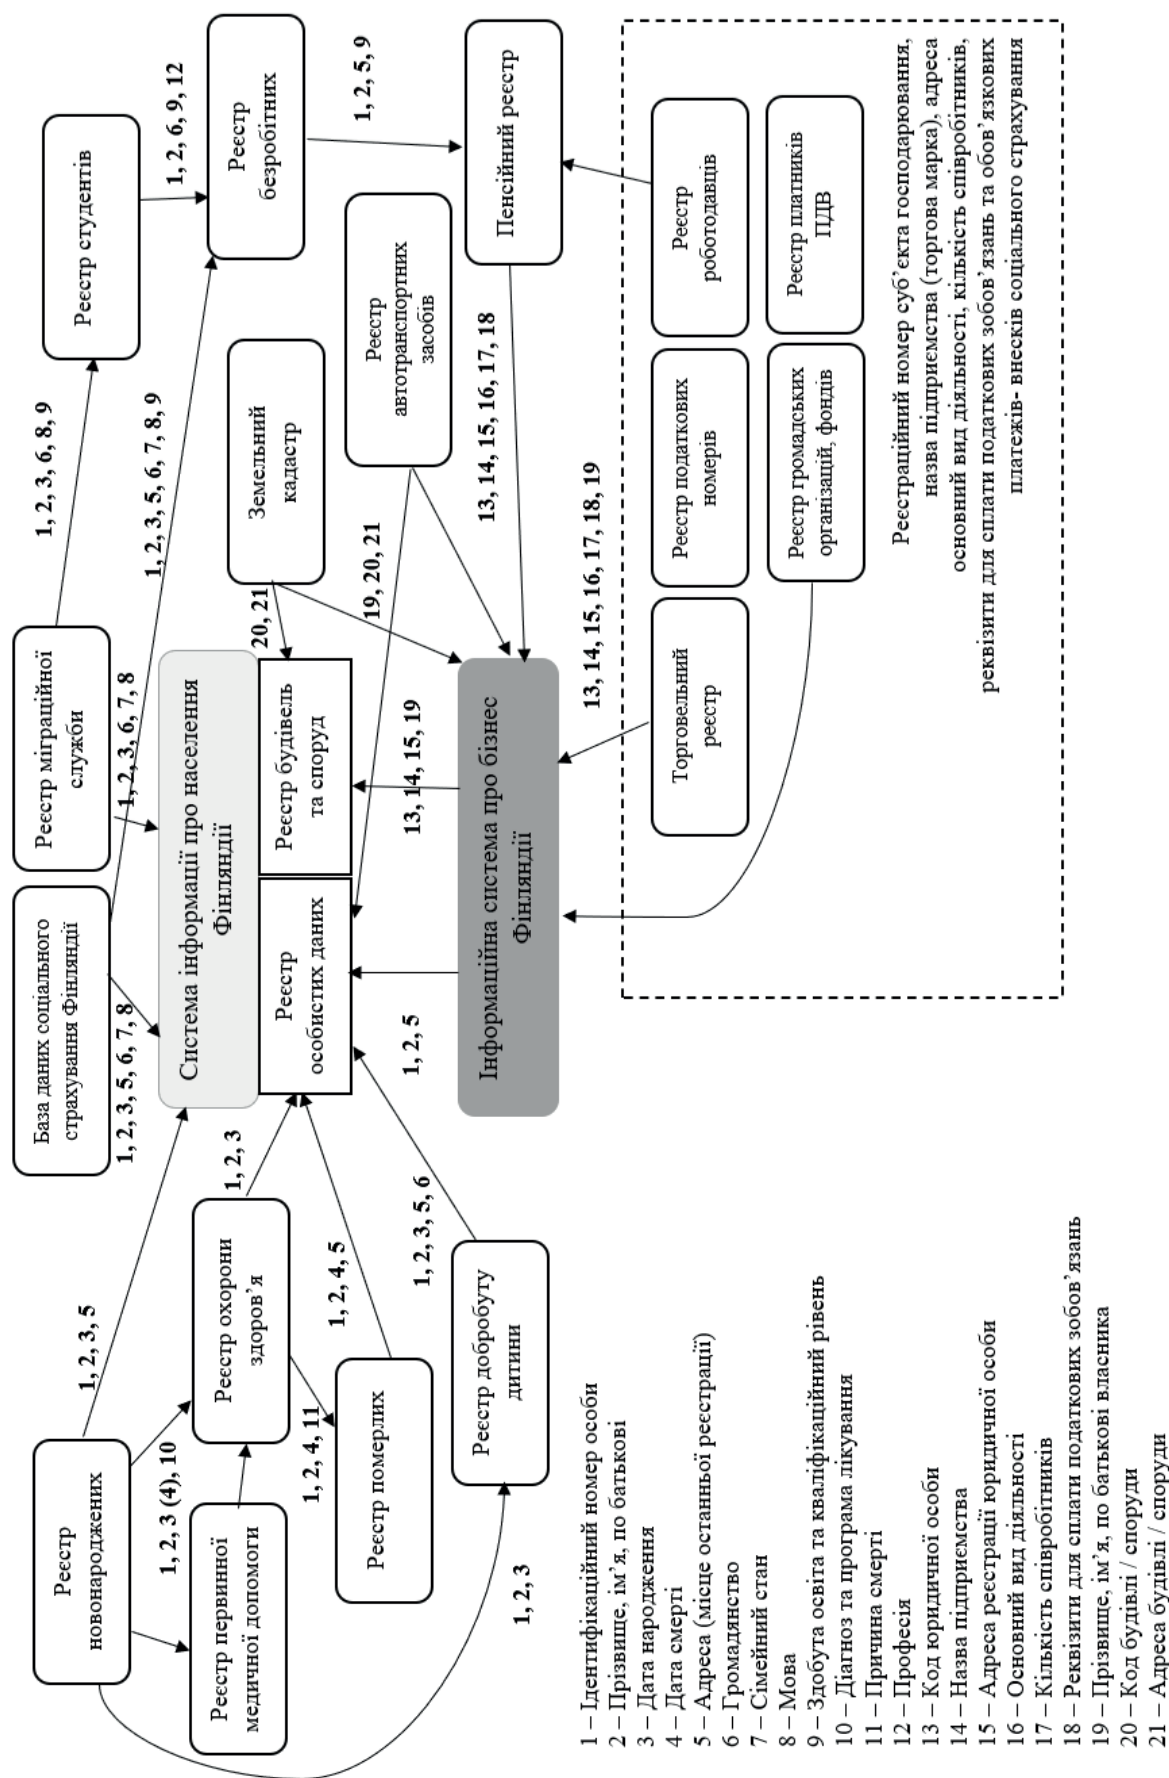 Реєстр
новонароджених
1, 2, 3, 5
База даних соціального
страхування Фінляндії
1, 2, 3, 5, 6, 7, 8
Реєстр міграційної
служби
1, 2, 3, 6, 7, 8
1, 2, 3, 6, 8, 9
Реєстр студентів
1, 2, 3, 5, 6, 7, 8, 9
1, 2, 6, 9, 12
Реєстр
безробітних
1, 2, 3 (4), 10
Реєстр первинної
медичної допомоги
Реєстр охорони
здоров’я
1, 2, 3
Система інформації про населення
Фінляндії
Реєстр
особистих даних
Реєстр будівель
та споруд
20, 21
Земельний
кадастр
19, 20, 21
Реєстр
автотранспортних
засобів
1, 2, 5, 9
1, 2, 4, 11
Реєстр померлих
1, 2, 4, 5
1, 2, 3, 5, 6
Реєстр добробуту
дитини
1, 2, 3
1, 2, 5
13, 14, 15, 19
Інформаційна система про бізнес
Фінляндії
13, 14, 15, 16, 17, 18
Пенсійний реєстр
13, 14, 15, 16, 17, 18, 19
Торговельний
реєстр
Реєстр податкових
номерів
Реєстр
роботодавців
Реєстр громадських
організацій, фондів
Реєстр платників
ПДВ
Реєстраційний номер суб’єкта господарювання,
назва підприємства (торгова марка), адреса
основний вид діяльності, кількість співробітників,
реквізити для сплати податкових зобов’язань та обов’язкових
платежів- внесків соціального страхування
1 – Ідентифікаційний номер особи
2 – Прізвище, ім’я, по батькові
3 – Дата народження
4 – Дата смерті
5 – Адреса (місце останньої реєстрації)
6 – Громадянство
7 – Сімейний стан
8 – Мова
9 – Здобута освіта та кваліфікаційний рівень
10 – Діагноз та програма лікування
11 – Причина смерті
12 – Професія
13 – Код юридичної особи
14 – Назва підприємства
15 – Адреса реєстрації юридичної особи
16 – Основний вид діяльності
17 – Кількість співробітників
18 – Реквізити для сплати податкових зобов’язань
19 – Прізвище, ім’я, по батькові власника
20 – Код будівлі / споруди
21 – Адреса будівлі / споруди